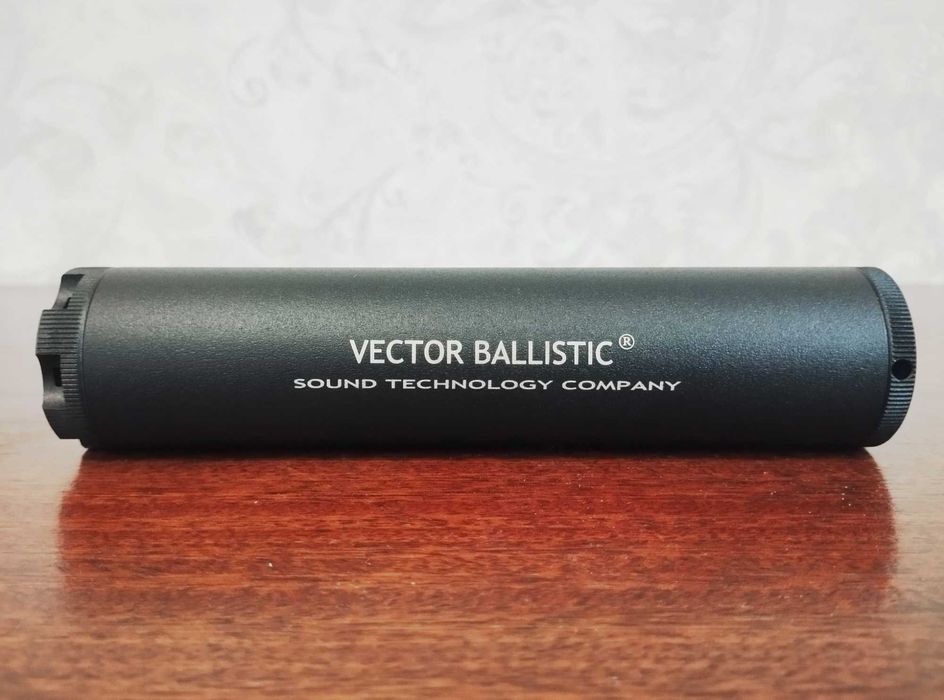 VECTOR BALLISTIC®
SOUND TECHNOLOGY COMPANY